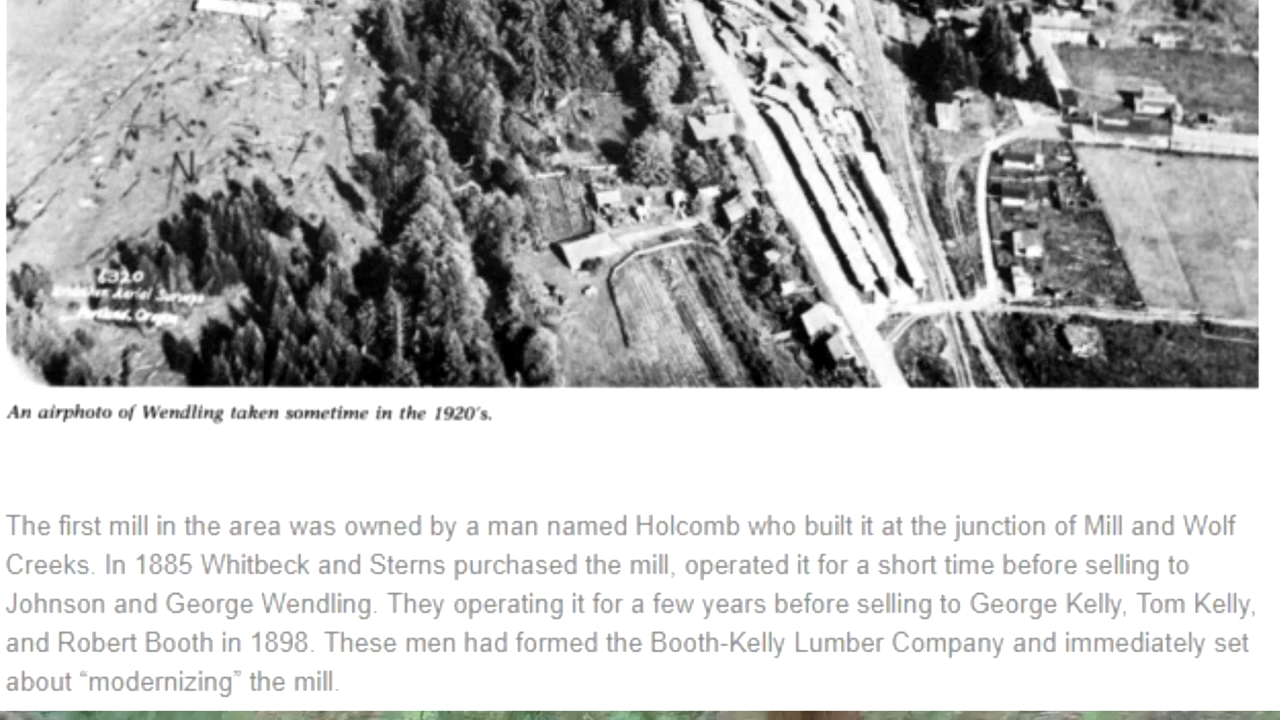 6320
Portland, Oregon
An airphoto of Wendling taken sometime in the 1920's.
The first mill in the area was owned by a man named Holcomb who built it at the junction of Mill and Wolf
Creeks. In 1885 Whitbeck and Sterns purchased the mill, operated it for a short time before selling to
Johnson and George Wendling. They operating it for a few years before selling to George Kelly, Tom Kelly,
and Robert Booth in 1898. These men had formed the Booth-Kelly Lumber Company and immediately set
about “modernizing” the mill.